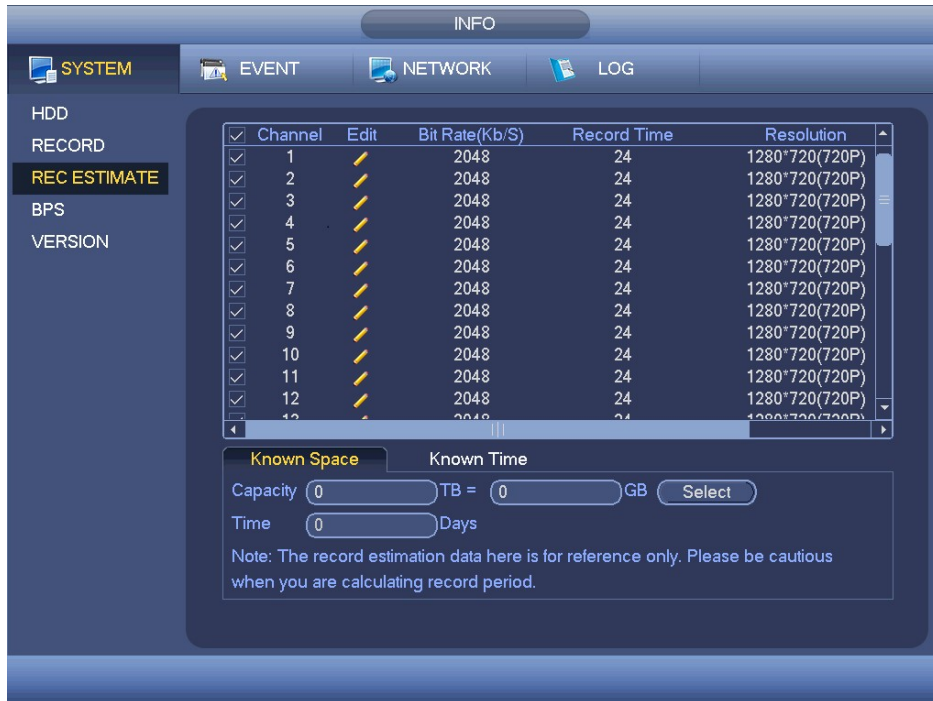 INFO
SYSTEM EVENT NETWORK LOG
HDD
RECORD
REC ESTIMATE
BPS
VERSION
Channel Edit Bit Rate(Kb/S) Record Time Resolution
1 2048 24 1280*720(720P)
2 2048 24 1280*720(720P)
3 2048 24 1280*720(720P)
4 2048 24 1280*720(720P)
5 2048 24 1280*720(720P)
6 2048 24 1280*720(720P)
7 2048 24 1280*720(720P)
8 2048 24 1280*720(720P)
9 2048 24 1280*720(720P)
10 2048 24 1280*720(720P)
11 2048 24 1280*720(720P)
12 2048 24 1280*720(720P)
Known Space Known Time
Capacity 0 TB = 0 GB Select
Time 0 Days
Note: The record estimation data here is for reference only. Please be cautious
when you are calculating record period.